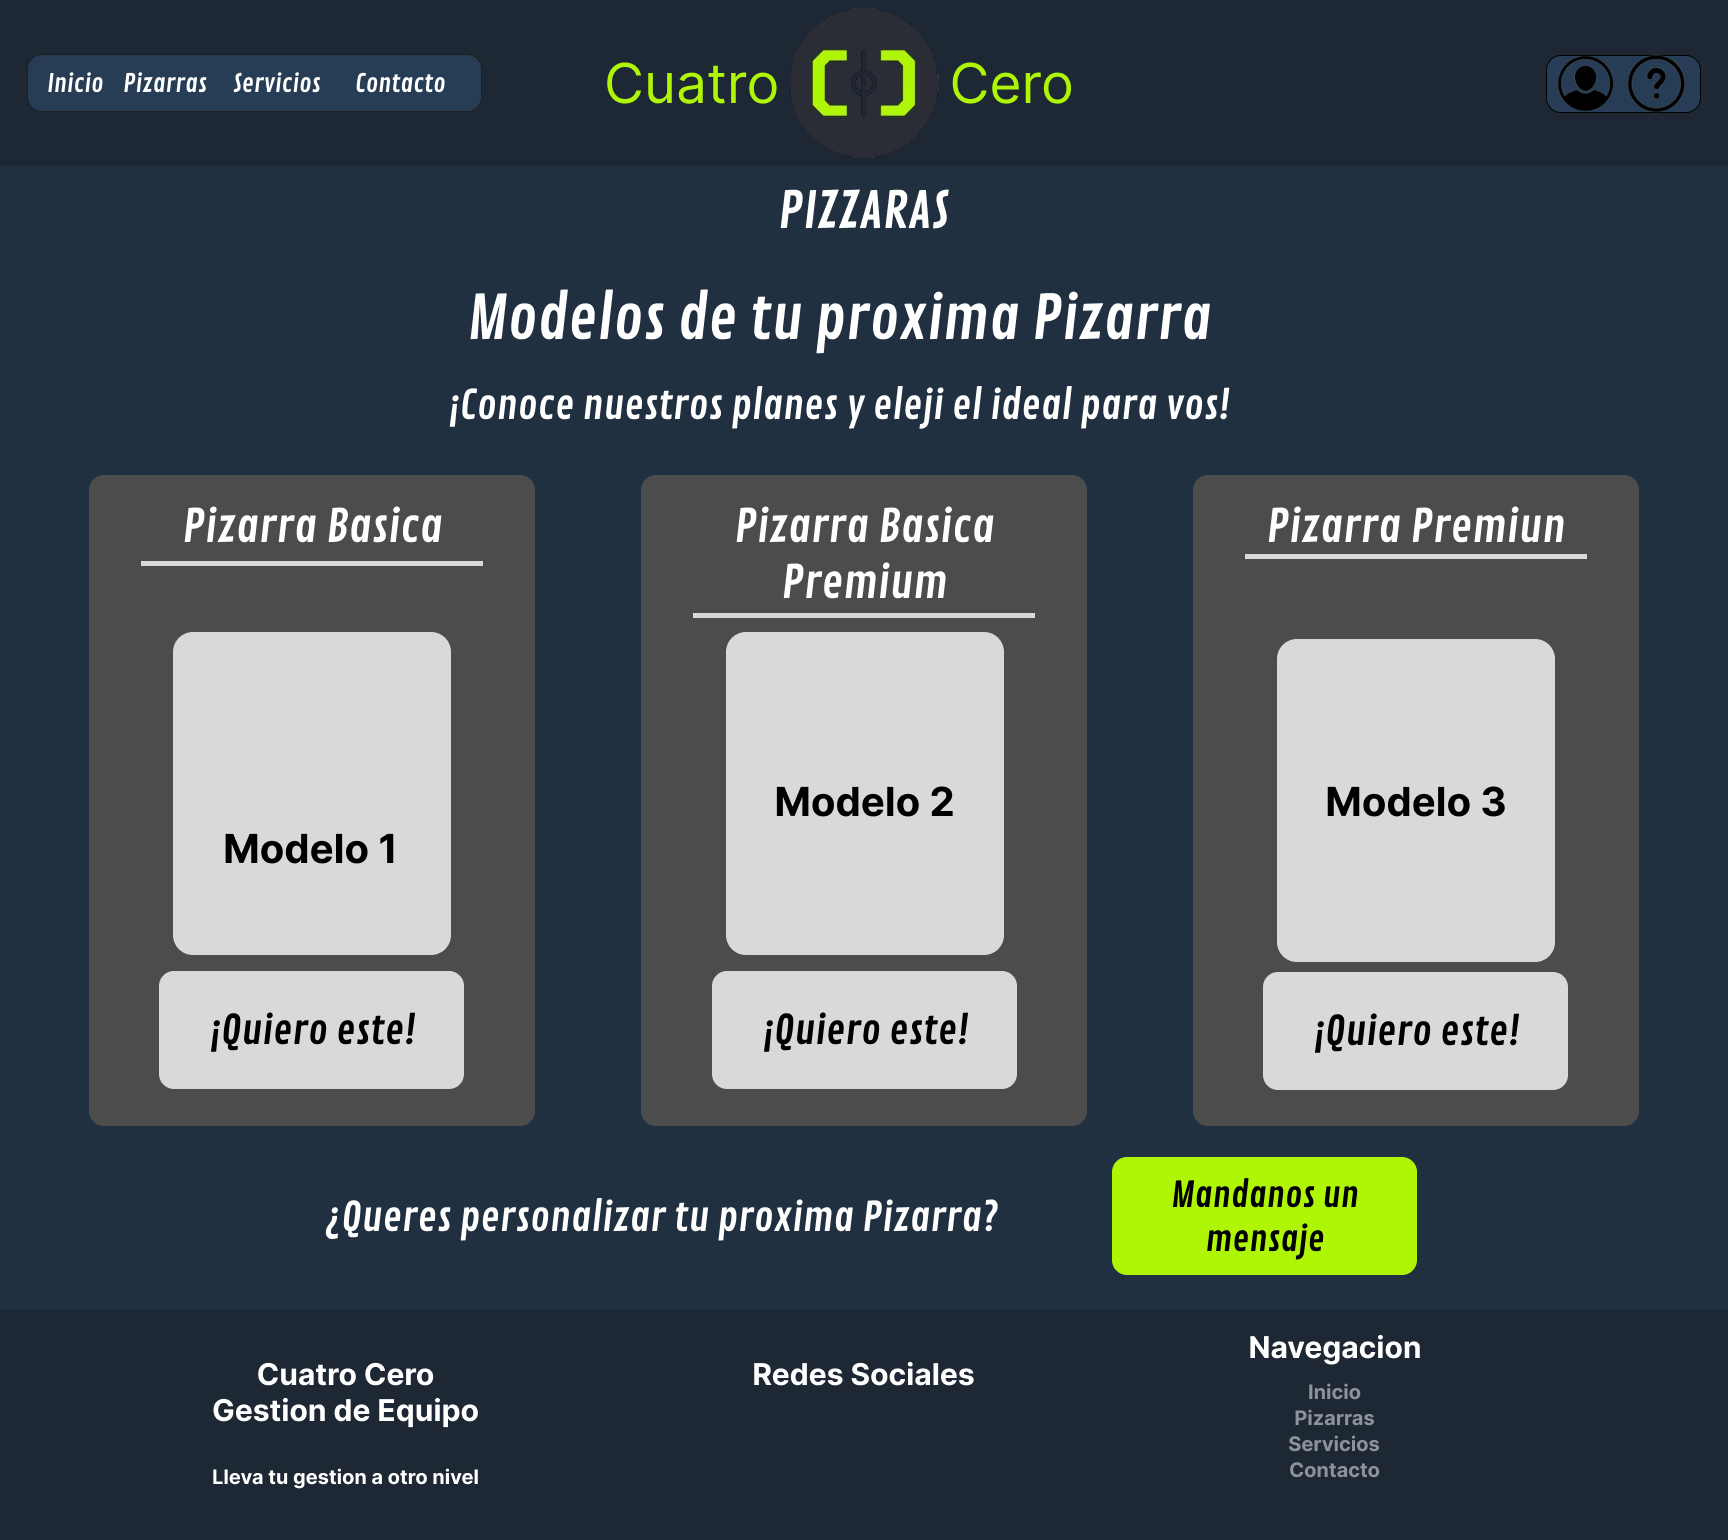 Inicio Pizarras Servicios Contacto
Cuatro Cero
PIZZARAS
Modelos de tu proxima Pizarra
¡Conoce nuestros planes y eleji el ideal para vos!
Pizarra Basica
Modelo 1
¡Quiero este!
Pizarra Basica
Premium
Modelo 2
¡Quiero este!
Pizarra Premiun
Modelo 3
¡Quiero este!
¿Queres personalizar tu proxima Pizarra?
Mandanos un
mensaje
Cuatro Cero
Gestion de Equipo
Lleva tu gestion a otro nivel
Redes Sociales
Navegacion
Inicio
Pizarras
Servicios
Contacto